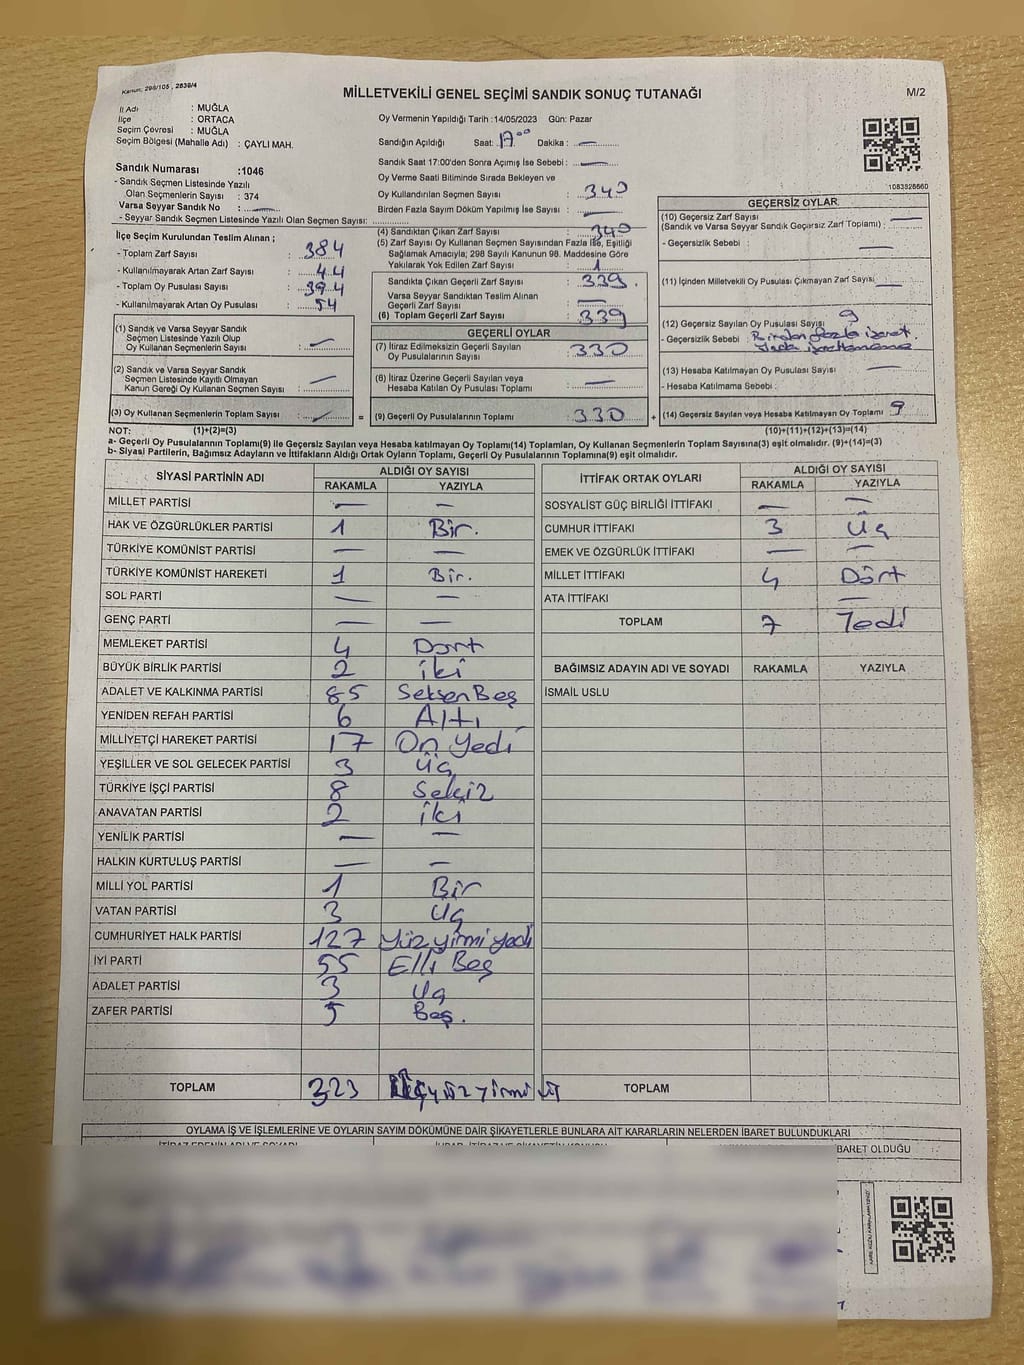 Kanun; 298/105 , 2839/4
MİLLETVEKİLİ GENEL SEÇİMİ SANDIK SONUÇ TUTANAĞI
M/2
İl Adı : MUĞLA
İlçe : ORTACA
Seçim Çevresi : MUĞLA
Seçim Bölgesi (Mahalle Adı) : ÇAYLI MAH.
Oy Vermenin Yapıldığı Tarih :14/05/2023 Gün: Pazar
Sandığın Açıldığı Saat: 17:00 Dakika : —
Sandık Saat 17:00'den Sonra Açımış İse Sebebi : —
Oy Verme Saati Bitiminde Sırada Bekleyen ve
Oy Kullandırılan Seçmen Sayısı : 340
Birden Fazla Sayım Dökümü Yapılmış İse Sayısı : —
1083926660
Sandık Numarası :1046
- Sandık Seçmen Listesinde Yazılı
Olan Seçmenlerin Sayısı : 374
Varsa Seyyar Sandık No : —
- Seyyar Sandık Seçmen Listesinde Yazılı Olan Seçmen Sayısı:
İlçe Seçim Kurulundan Teslim Alınan ;
- Toplam Zarf Sayısı : 384
- Kullanılmayarak Artan Zarf Sayısı : 44
- Toplam Oy Pusulası Sayısı : 394
- Kullanılmayarak Artan Oy Pusulası : 54
(1) Sandık ve Varsa Seyyar Sandık
Seçmen Listesinde Yazılı Olup
Oy Kullanan Seçmenlerin Sayısı : —
(2) Sandık ve Varsa Seyyar Sandık
Seçmen Listesinde Kayıtlı Olmayan
Kanun Gereği Oy Kullanan Seçmen Sayısı : —
(3) Oy Kullanan Seçmenlerin Toplam Sayısı : —
(4) Sandıktan Çıkan Zarf Sayısı : 340
(5) Zarf Sayısı Oy Kullanan Seçmen Sayısından Fazla İse, Eşitliği
Sağlamak Amacıyla; 298 Sayılı Kanunun 98. Maddesine Göre
Yakılarak Yok Edilen Zarf Sayısı : 1
Sandıkta Çıkan Geçerli Zarf Sayısı : 339
Varsa Seyyar Sandıktan Teslim Alınan
Geçerli Zarf Sayısı : —
(6) Toplam Geçerli Zarf Sayısı : 339
GEÇERLİ OYLAR
(7) İtiraz Edilmeksizin Geçerli Sayılan
Oy Pusulalarının Sayısı : 330
(8) İtiraz Üzerine Geçerli Sayılan veya
Hesaba Katılan Oy Pusulası Toplamı : —
= (9) Geçerli Oy Pusulalarının Toplamı : 330
GEÇERSİZ OYLAR
(10) Geçersiz Zarf Sayısı
(Sandık ve Varsa Seyyar Sandık Geçersiz Zarf Toplamı) : —
- Geçersizlik Sebebi : —
(11) İçinden Milletvekili Oy Pusulası Çıkmayan Zarf Sayısı : —
(12) Geçersiz Sayılan Oy Pusulası Sayısı : 9
- Geçersizlik Sebebi : Birden fazla işaret
(13) Hesaba Katılmayan Oy Pusulası Sayısı : —
- Hesaba Katılmama Sebebi :
+ (14) Geçersiz Sayılan veya Hesaba Katılmayan Oy Toplamı : 9
NOT: (1)+(2)=(3)
(10)+(11)+(12)+(13)=(14)
a- Geçerli Oy Pusulalarının Toplamı(9) ile Geçersiz Sayılan veya Hesaba katılmayan Oy Toplamı(14) Toplamları, Oy Kullanan Seçmenlerin Toplam Sayısına(3) eşit olmalıdır. (9)+(14)=(3)
b- Siyasi Partilerin, Bağımsız Adayların ve İttifakların Aldığı Ortak Oyların Toplamı, Geçerli Oy Pusulalarının Toplamına(9) eşit olmalıdır.
SİYASİ PARTİNİN ADI ALDIĞI OY SAYISI
RAKAMLA YAZIYLA
MİLLET PARTİSİ — —
HAK VE ÖZGÜRLÜKLER PARTİSİ 1 Bir.
TÜRKİYE KOMÜNİST PARTİSİ — —
TÜRKİYE KOMÜNİST HAREKETİ 1 Bir.
SOL PARTİ — —
GENÇ PARTİ — —
MEMLEKET PARTİSİ 4 Dört
BÜYÜK BİRLİK PARTİSİ 2 iki
ADALET VE KALKINMA PARTİSİ 85 Seksen Beş
YENİDEN REFAH PARTİSİ 6 Altı
MİLLİYETÇİ HAREKET PARTİSİ 17 On Yedi
YEŞİLLER VE SOL GELECEK PARTİSİ 3 Üç
TÜRKİYE İŞÇİ PARTİSİ 8 Sekiz
ANAVATAN PARTİSİ 2 iki
YENİLİK PARTİSİ — —
HALKIN KURTULUŞ PARTİSİ — —
MİLLİ YOL PARTİSİ 1 Bir
VATAN PARTİSİ 3 Üç
CUMHURİYET HALK PARTİSİ 127 Yüz yirmi yedi
İYİ PARTİ 55 Elli Beş
ADALET PARTİSİ 3 Üç
ZAFER PARTİSİ 5 Beş.
TOPLAM 323 Üçyüz yirmi üç
İTTİFAK ORTAK OYLARI ALDIĞI OY SAYISI
RAKAMLA YAZIYLA
SOSYALİST GÜÇ BİRLİĞİ İTTİFAKI — —
CUMHUR İTTİFAKI 3 Üç
EMEK VE ÖZGÜRLÜK İTTİFAKI — —
MİLLET İTTİFAKI 4 Dört
ATA İTTİFAKI —
TOPLAM 7 Yedi
BAĞIMSIZ ADAYIN ADI VE SOYADI RAKAMLA YAZIYLA
İSMAİL USLU
TOPLAM
OYLAMA İŞ VE İŞLEMLERİNE VE OYLARIN SAYIM DÖKÜMÜNE DAİR ŞİKAYETLERLE BUNLARA AİT KARARLARIN NELERDEN İBARET BULUNDUKLARI
İBARET OLDUĞU